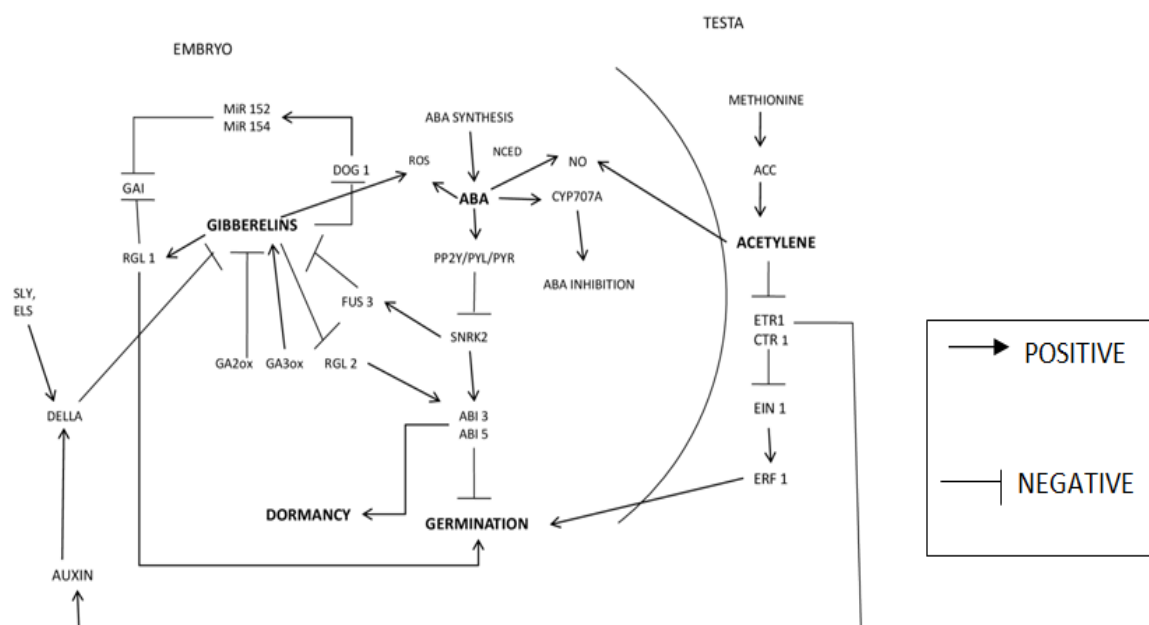 TESTA
EMBRYO
METHIONINE
MiR 152
MiR 154
ABA SYNTHESIS
NCED
NO
ROS
DOG 1
ACC
GAI
ABA
CYP707A
GIBBERELINS
ACETYLENE
RGL 1
PP2Y/PYL/PYR
ABA INHIBITION
SLY,
ELS
FUS 3
SNRK2
ETR1
CTR 1
POSITIVE
GA2ox
GA3ox
RGL 2
DELLA
ABI 3
ABI 5
EIN 1
ERF 1
NEGATIVE
DORMANCY
GERMINATION
AUXIN